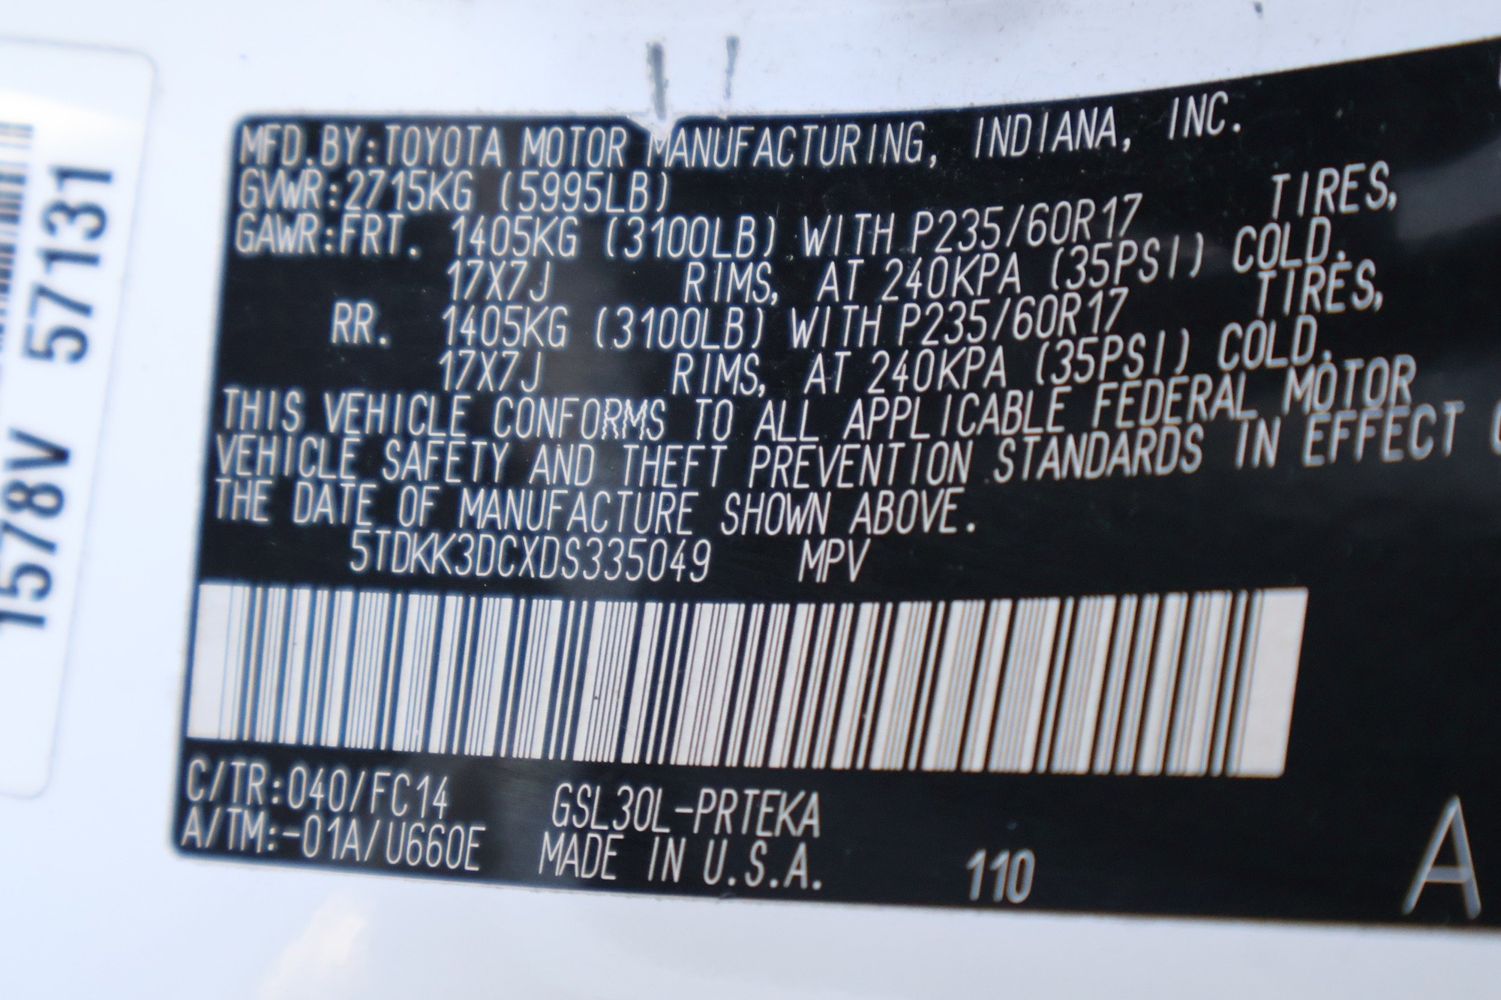 MFD.BY:TOYOTA MOTOR MANUFACTURING, INDIANA, INC.
GVWR:2715KG (5995LB)
GAWR:FRT. 1405KG (3100LB) WITH P235/60R17 TIRES,
17X7J RIMS, AT 240KPA (35PSI) COLD.
RR. 1405KG (3100LB) WITH P235/60R17 TIRES,
17X7J RIMS, AT 240KPA (35PSI) COLD.
THIS VEHICLE CONFORMS TO ALL APPLICABLE FEDERAL MOTOR
VEHICLE SAFETY AND THEFT PREVENTION STANDARDS IN EFFECT
THE DATE OF MANUFACTURE SHOWN ABOVE.
5TDKK3DCXDS335049 MPV
C/TR:040/FC14 GSL30L-PRTEKA
A/TM:-01A/U660E MADE IN U.S.A. 110
A
1578V 57131